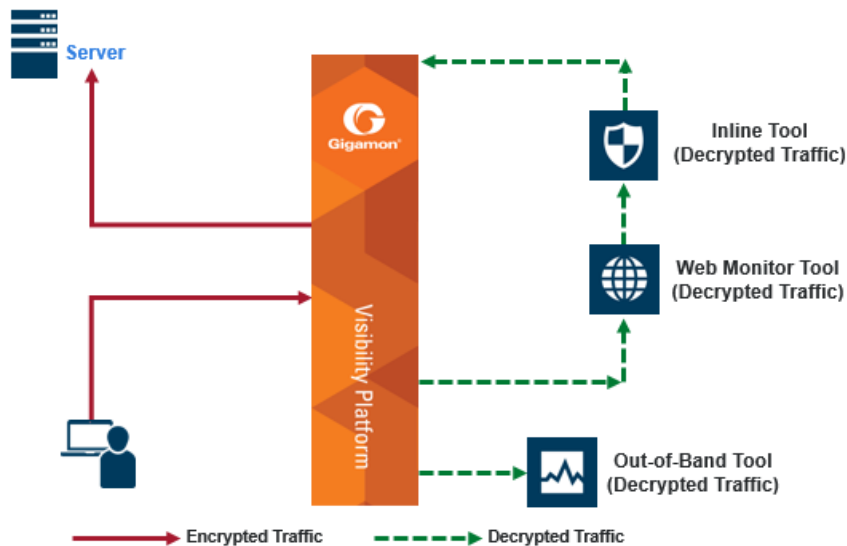 Server
Gigamon®
Visibility Platform
Inline Tool
(Decrypted Traffic)
Web Monitor Tool
(Decrypted Traffic)
Out-of-Band Tool
(Decrypted Traffic)
Encrypted Traffic
Decrypted Traffic